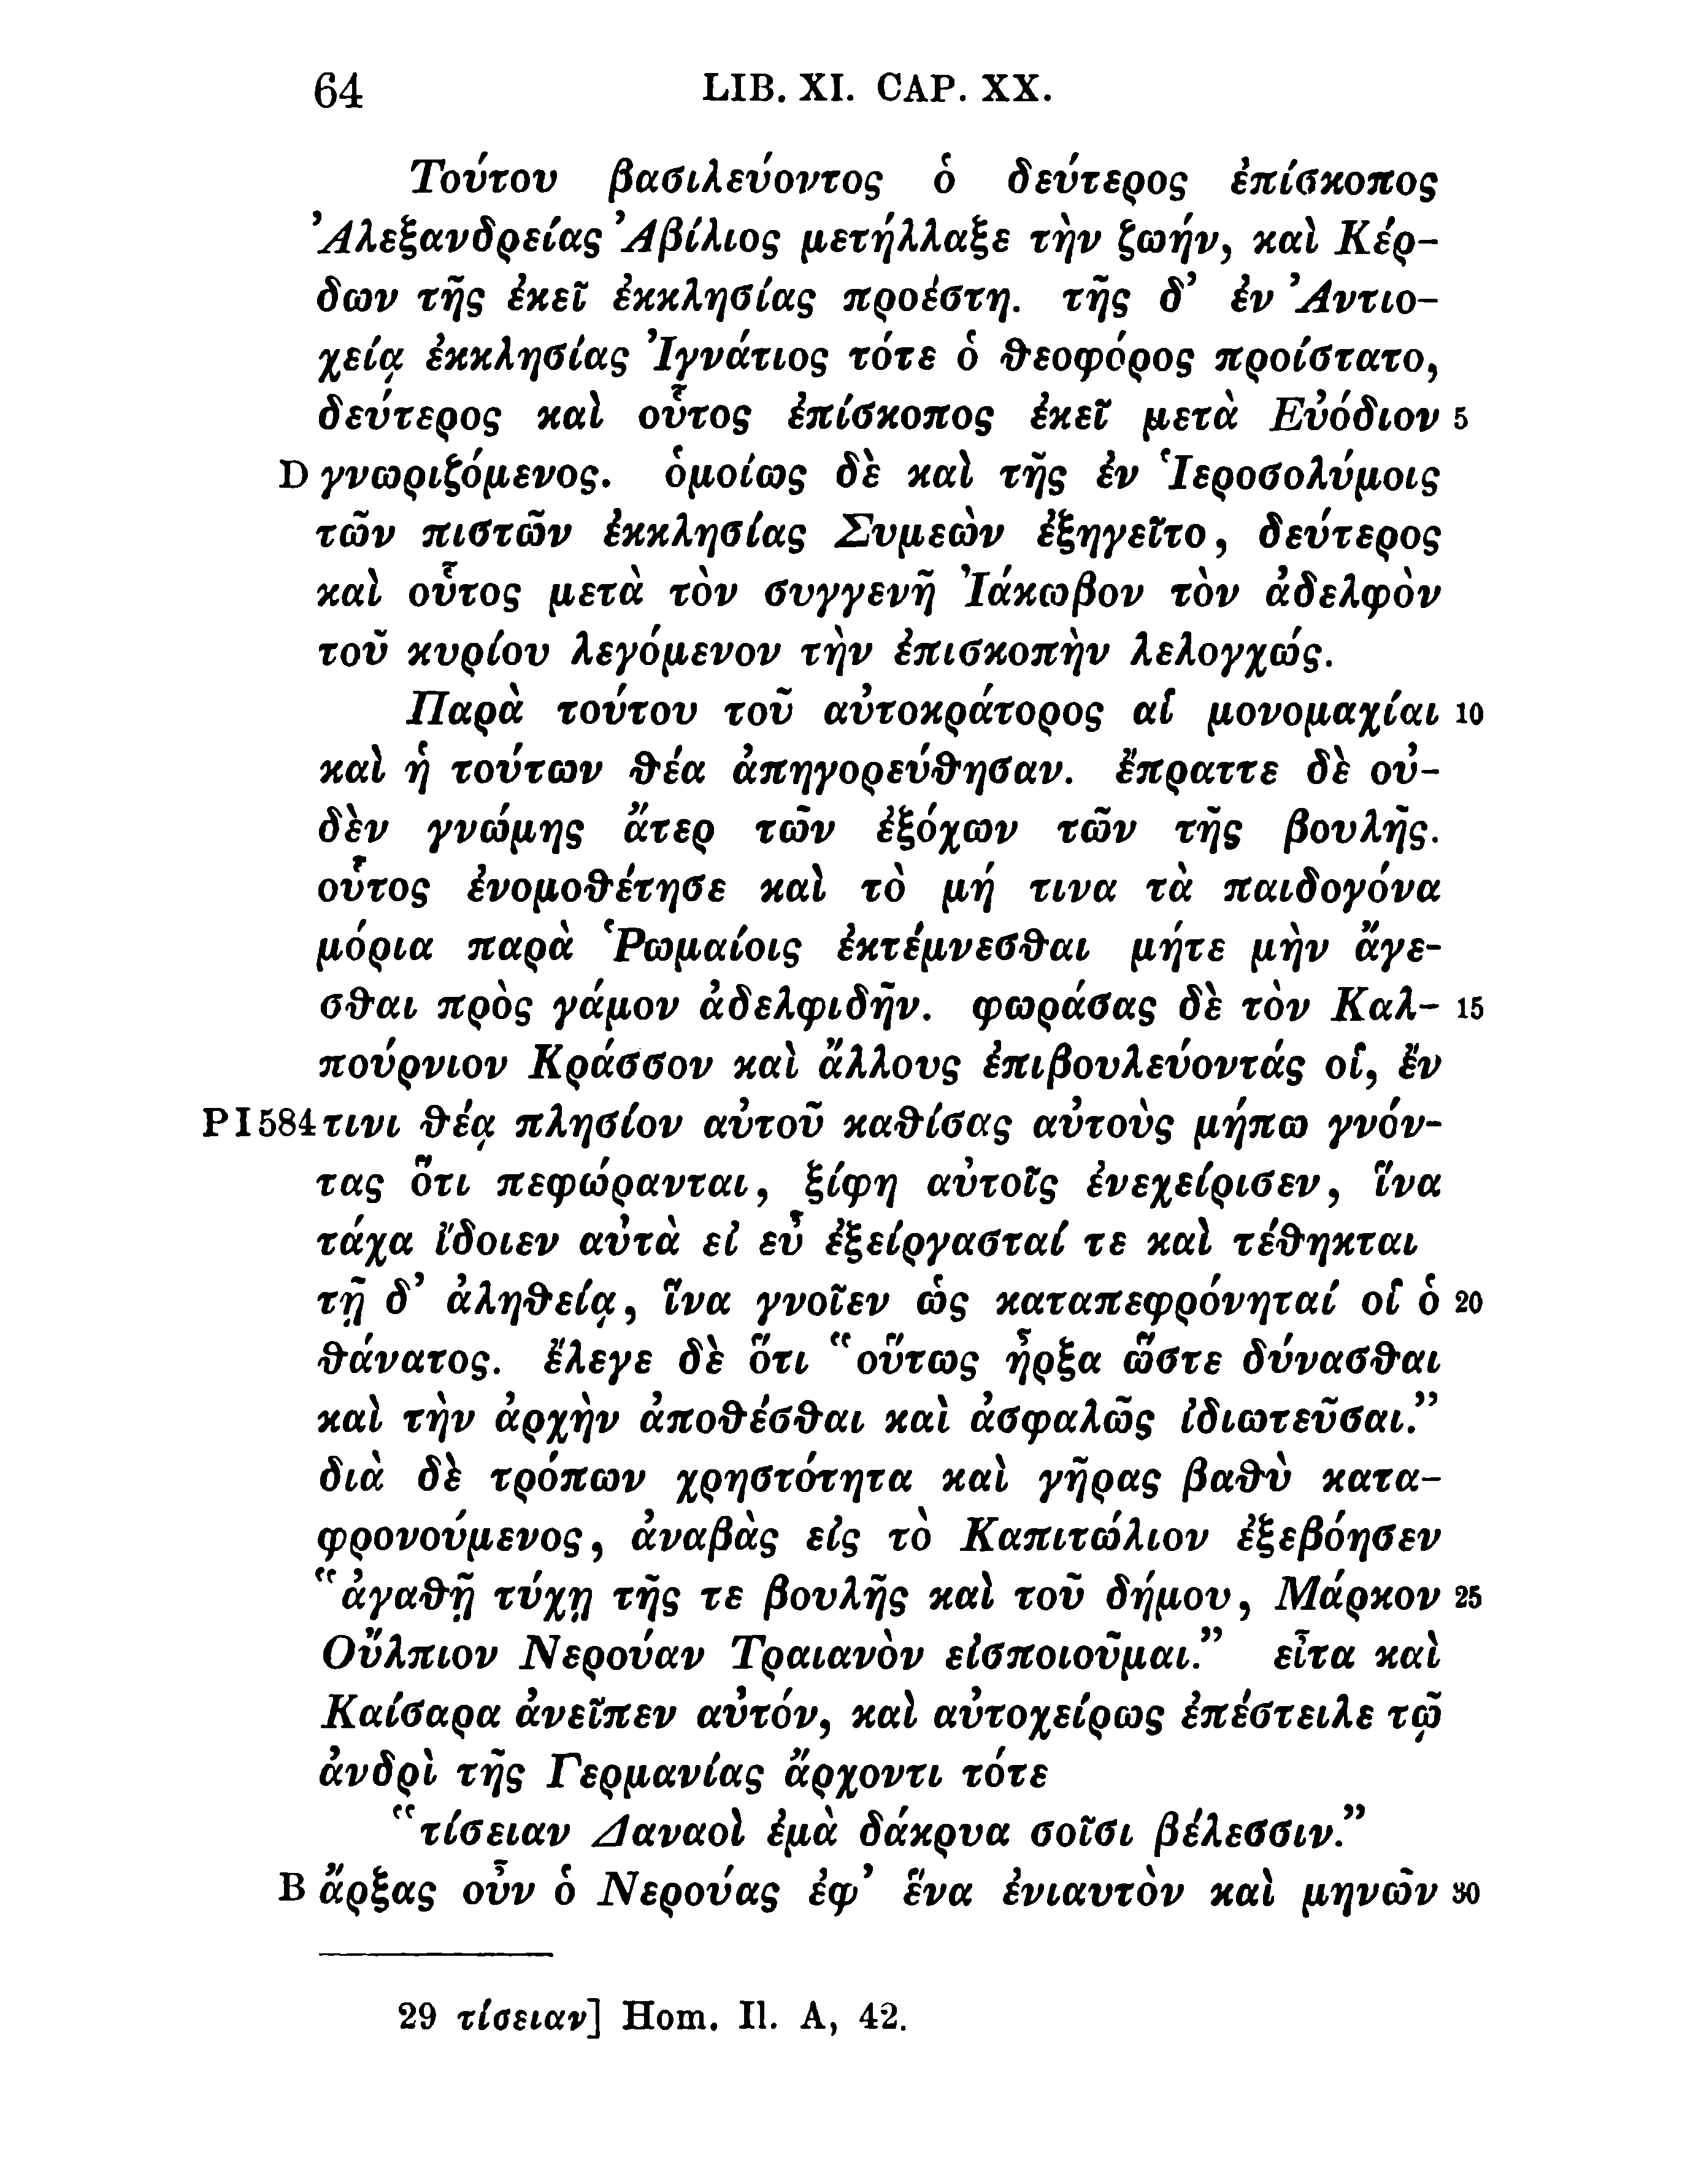 64 LIB. XI. CAP. XX.
Τούτου βασιλεύοντος ὁ δεύτερος ἐπίσκοπος
Ἀλεξανδρείας Ἀβίλιος μετήλλαξε τὴν ζωήν, καὶ Κέρ-
δων τῆς ἐκεῖ ἐκκλησίας προέστη. τῆς δ’ ἐν Ἀντιο-
χείᾳ ἐκκλησίας Ἰγνάτιος τότε ὁ θεοφόρος προίστατο,
δεύτερος καὶ οὗτος ἐπίσκοπος ἐκεῖ μετὰ Εὐόδιον 5
D γνωριζόμενος. ὁμοίως δὲ καὶ τῆς ἐν Ἱεροσολύμοις
τῶν πιστῶν ἐκκλησίας Συμεὼν ἐξηγεῖτο, δεύτερος
καὶ οὗτος μετὰ τὸν συγγενῆ Ἰάκωβον τὸν ἀδελφὸν
τοῦ κυρίου λεγόμενον τὴν ἐπισκοπὴν λελογχώς.
Παρὰ τούτου τοῦ αὐτοκράτορος αἱ μονομαχίαι 10
καὶ ἡ τούτων θέα ἀπηγορεύθησαν. ἔπραττε δὲ οὐ-
δὲν γνώμης ἄτερ τῶν ἐξόχων τῶν τῆς βουλῆς.
οὗτος ἐνομοθέτησε καὶ τὸ μή τινα τὰ παιδογόνα
μόρια παρὰ Ῥωμαίοις ἐκτέμνεσθαι μήτε μὴν ἄγε-
σθαι πρὸς γάμον ἀδελφιδῆν. φωράσας δὲ τὸν Καλ- 15
πούρνιον Κράσσον καὶ ἄλλους ἐπιβουλεύοντάς οἱ, ἔν
P I 584 τινι θέᾳ πλησίον αὐτοῦ καθίσας αὐτοὺς μήπω γνόν-
τας ὅτι πεφώρανται, ξίφη αὐτοῖς ἐνεχείρισεν, ἵνα
τάχα ἴδοιεν αὐτὰ εἰ εὖ ἐξείργασταί τε καὶ τέθηκται
τῇ δ’ ἀληθείᾳ, ἵνα γνοῖεν ὡς καταπεφρόνηταί οἱ ὁ 20
θάνατος. ἔλεγε δὲ ὅτι “οὕτως ἦρξα ὥστε δύνασθαι
καὶ τὴν ἀρχὴν ἀποθέσθαι καὶ ἀσφαλῶς ἰδιωτεῦσαι.”
διὰ δὲ τρόπων χρηστότητα καὶ γῆρας βαθὺ κατα-
φρονούμενος, ἀναβὰς εἰς τὸ Καπιτώλιον ἐξεβόησεν
“ἀγαθῇ τύχῃ τῆς τε βουλῆς καὶ τοῦ δήμου, Μάρκον 25
Οὔλπιον Νερούαν Τραιανὸν εἰσποιοῦμαι.” εἶτα καὶ
Καίσαρα ἀνεῖπεν αὐτόν, καὶ αὐτοχείρως ἐπέστειλε τῷ
ἀνδρὶ τῆς Γερμανίας ἄρχοντι τότε
“τίσειαν Δαναοὶ ἐμὰ δάκρυα σοῖσι βέλεσσιν.”
B ἄρξας οὖν ὁ Νερούας ἐφ’ ἕνα ἐνιαυτὸν καὶ μηνῶν 30
29 τίσειαν] Hom. Il. A, 42.